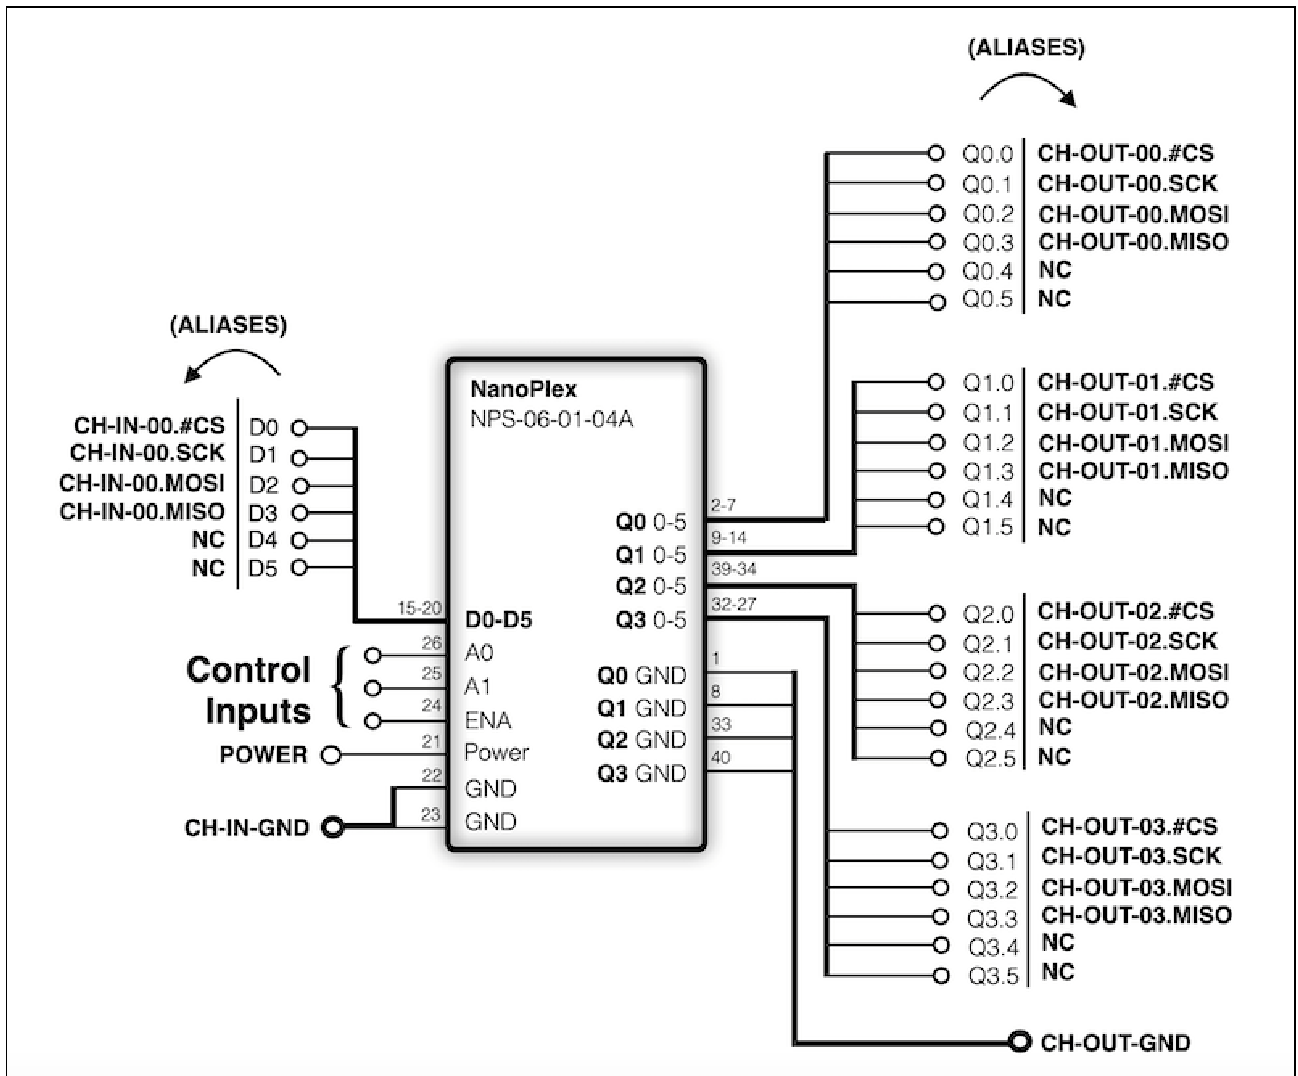 (ALIASES)
Q0.0 CH-OUT-00.#CS
Q0.1 CH-OUT-00.SCK
Q0.2 CH-OUT-00.MOSI
Q0.3 CH-OUT-00.MISO
Q0.4 NC
Q0.5 NC
(ALIASES)
CH-IN-00.#CS D0
CH-IN-00.SCK D1
CH-IN-00.MOSI D2
CH-IN-00.MISO D3
NC D4
NC D5
NanoPlex
NPS-06-01-04A
Q1.0 CH-OUT-01.#CS
Q1.1 CH-OUT-01.SCK
Q1.2 CH-OUT-01.MOSI
Q1.3 CH-OUT-01.MISO
Q1.4 NC
Q1.5 NC
Q0 0-5 2-7
Q1 0-5 9-14
Q2 0-5 39-34
Q3 0-5 32-27
15-20 D0-D5
Control
Inputs
26 A0
25 A1
24 ENA
POWER 21 Power
22 GND
CH-IN-GND 23 GND
Q0 GND 1
Q1 GND 8
Q2 GND 33
Q3 GND 40
Q2.0 CH-OUT-02.#CS
Q2.1 CH-OUT-02.SCK
Q2.2 CH-OUT-02.MOSI
Q2.3 CH-OUT-02.MISO
Q2.4 NC
Q2.5 NC
Q3.0 CH-OUT-03.#CS
Q3.1 CH-OUT-03.SCK
Q3.2 CH-OUT-03.MOSI
Q3.3 CH-OUT-03.MISO
Q3.4 NC
Q3.5 NC
CH-OUT-GND